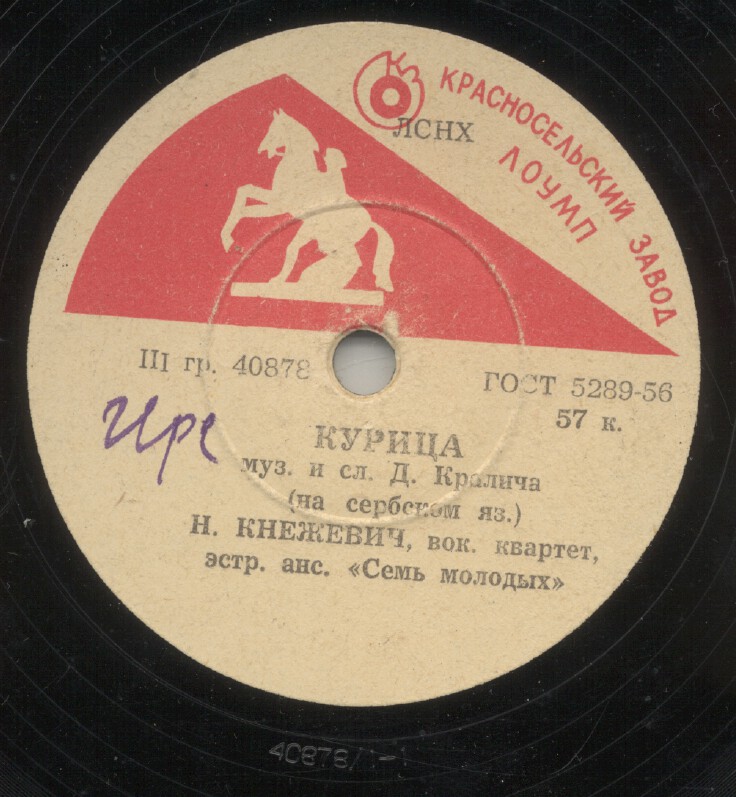 КЗ
КРАСНОСЕЛЬСКИЙ ЗАВОД
ЛОУМП
ЛСНХ
III гр. 40878
ГОСТ 5289-56
57 к.
КУРИЦА
муз. и сл. Д. Кралича
(на сербском яз.)
Н. КНЕЖЕВИЧ, вок. квартет,
эстр. анс. «Семь молодых»
40878/1-1